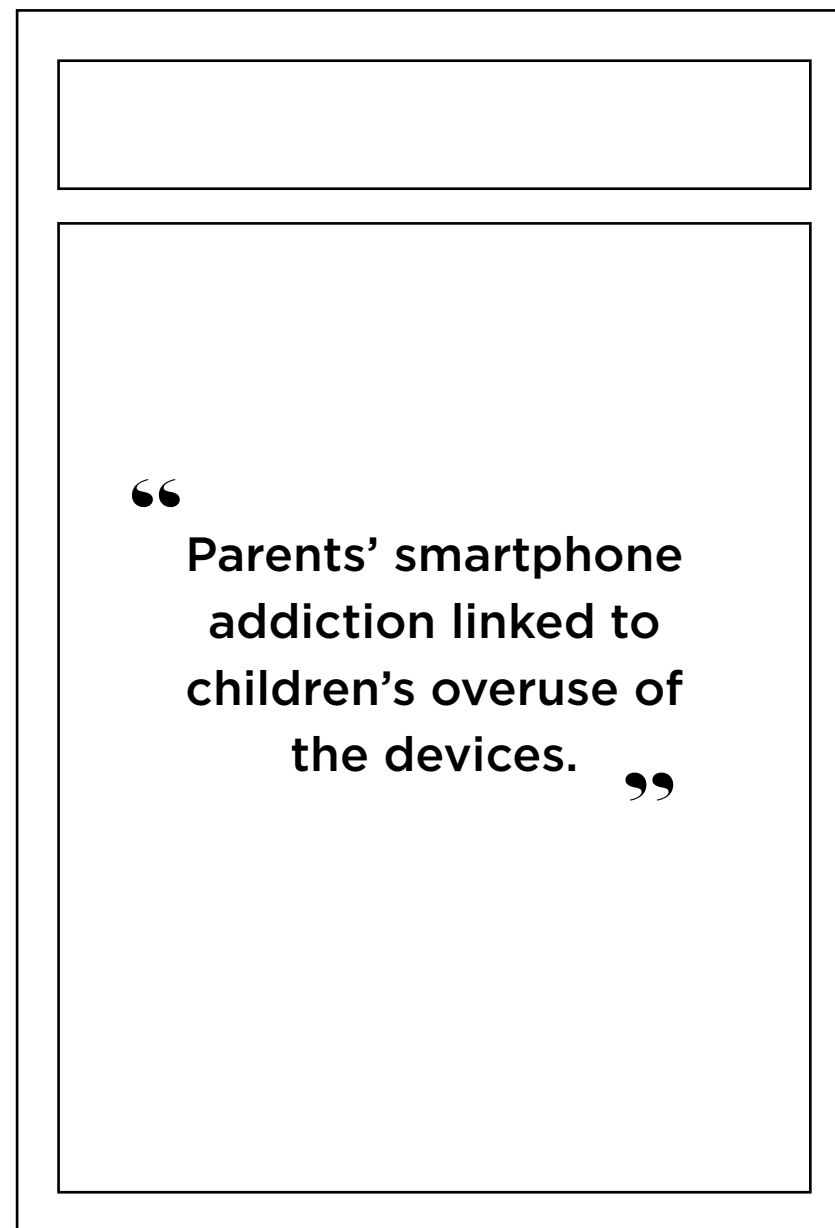 “
Parents’ smartphone
addiction linked to
children’s overuse of
the devices.
”